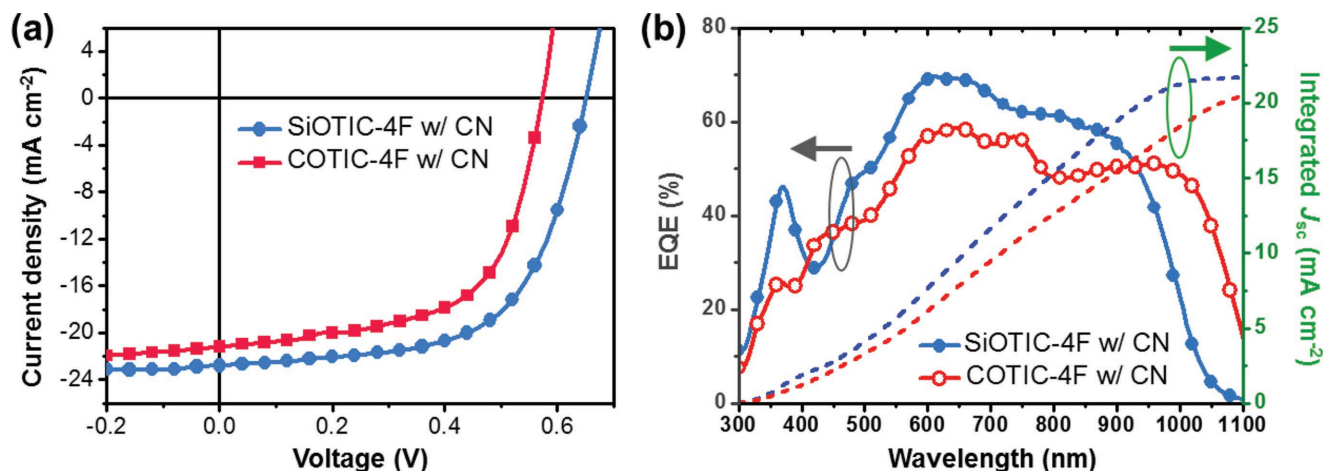 (a)
4
0
-4
-8
-12
-16
-20
-24
Current density (mA cm⁻²)
SiOTIC-4F w/ CN
COTIC-4F w/ CN
-0.2
0.0
0.2
0.4
0.6
Voltage (V)
(b)
80
60
40
20
0
EQE (%)
SiOTIC-4F w/ CN
COTIC-4F w/ CN
25
20
15
10
5
0
Integrated Jsc (mA cm⁻²)
300 400 500 600 700 800 900 1000 1100
Wavelength (nm)